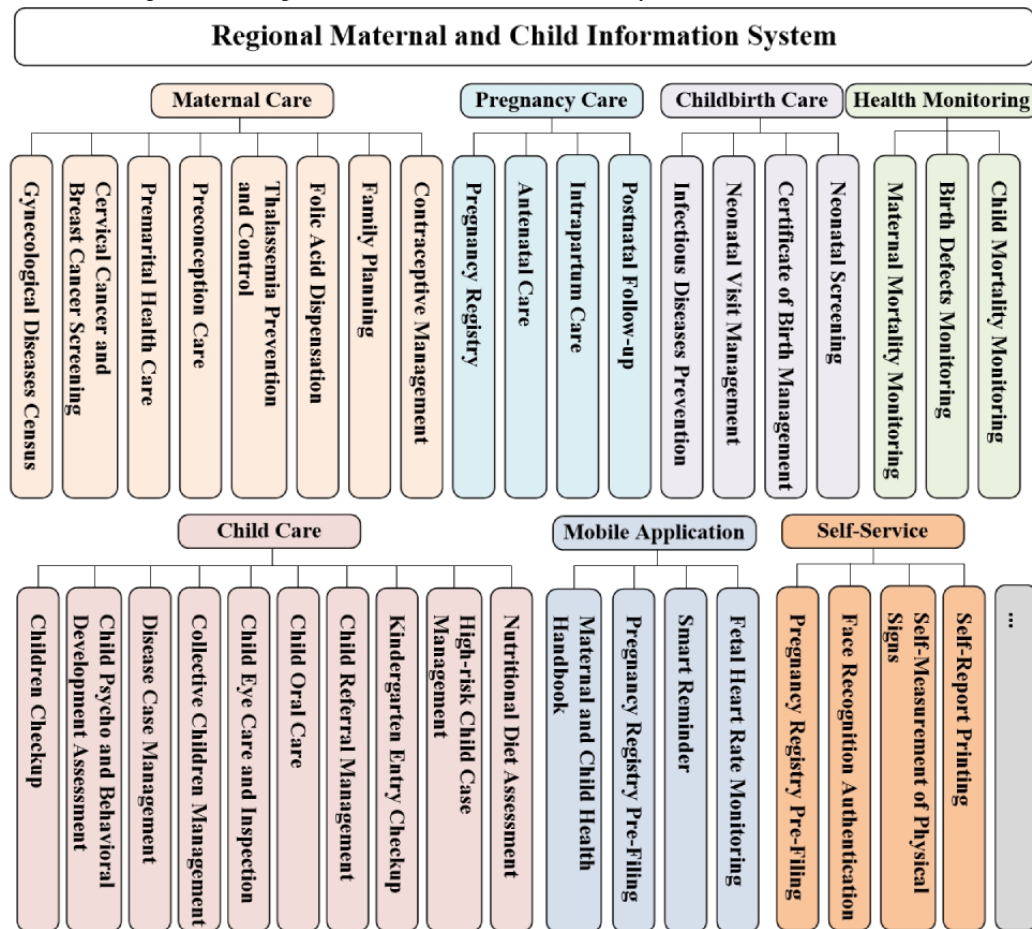 Regional Maternal and Child Information System
Maternal Care
Gynecological Diseases Census
Cervical Cancer and
Breast Cancer Screening
Premarital Health Care
Preconception Care
Thalassemia Prevention
and Control
Folic Acid Dispensation
Family Planning
Contraceptive Management
Pregnancy Care
Pregnancy Registry
Antenatal Care
Intrapartum Care
Postnatal Follow-up
Childbirth Care
Infectious Diseases Prevention
Neonatal Visit Management
Certificate of Birth Management
Neonatal Screening
Health Monitoring
Maternal Mortality Monitoring
Birth Defects Monitoring
Child Mortality Monitoring
Child Care
Children Checkup
Child Psycho and Behavioral
Development Assessment
Disease Case Management
Collective Children Management
Child Eye Care and Inspection
Child Oral Care
Child Referral Management
Kindergarten Entry Checkup
High-risk Child Case
Management
Nutritional Diet Assessment
Mobile Application
Maternal and Child Health
Handbook
Pregnancy Registry Pre-Filing
Smart Reminder
Fetal Heart Rate Monitoring
Self-Service
Pregnancy Registry Pre-Filing
Face Recognition Authentication
Self-Measurement of Physical
Signs
Self-Report Printing
...